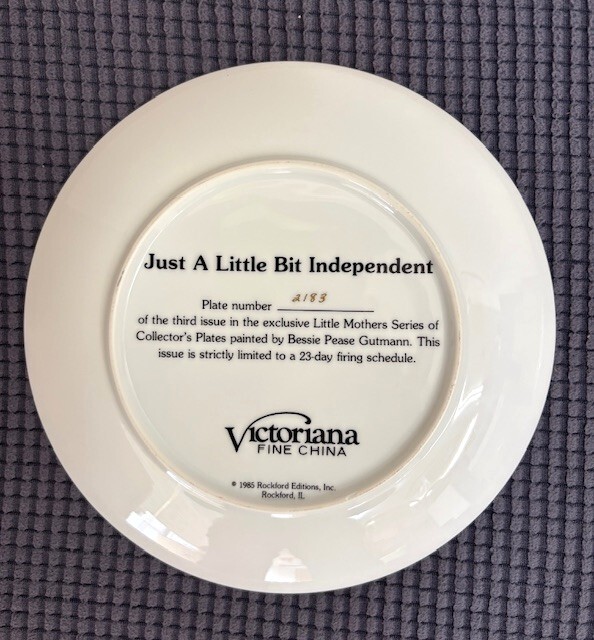 Just A Little Bit Independent
Plate number 2183
of the third issue in the exclusive Little Mothers Series of
Collector's Plates painted by Bessie Pease Gutmann. This
issue is strictly limited to a 23-day firing schedule.
Victoriana
FINE CHINA
© 1985 Rockford Editions, Inc.
Rockford, IL